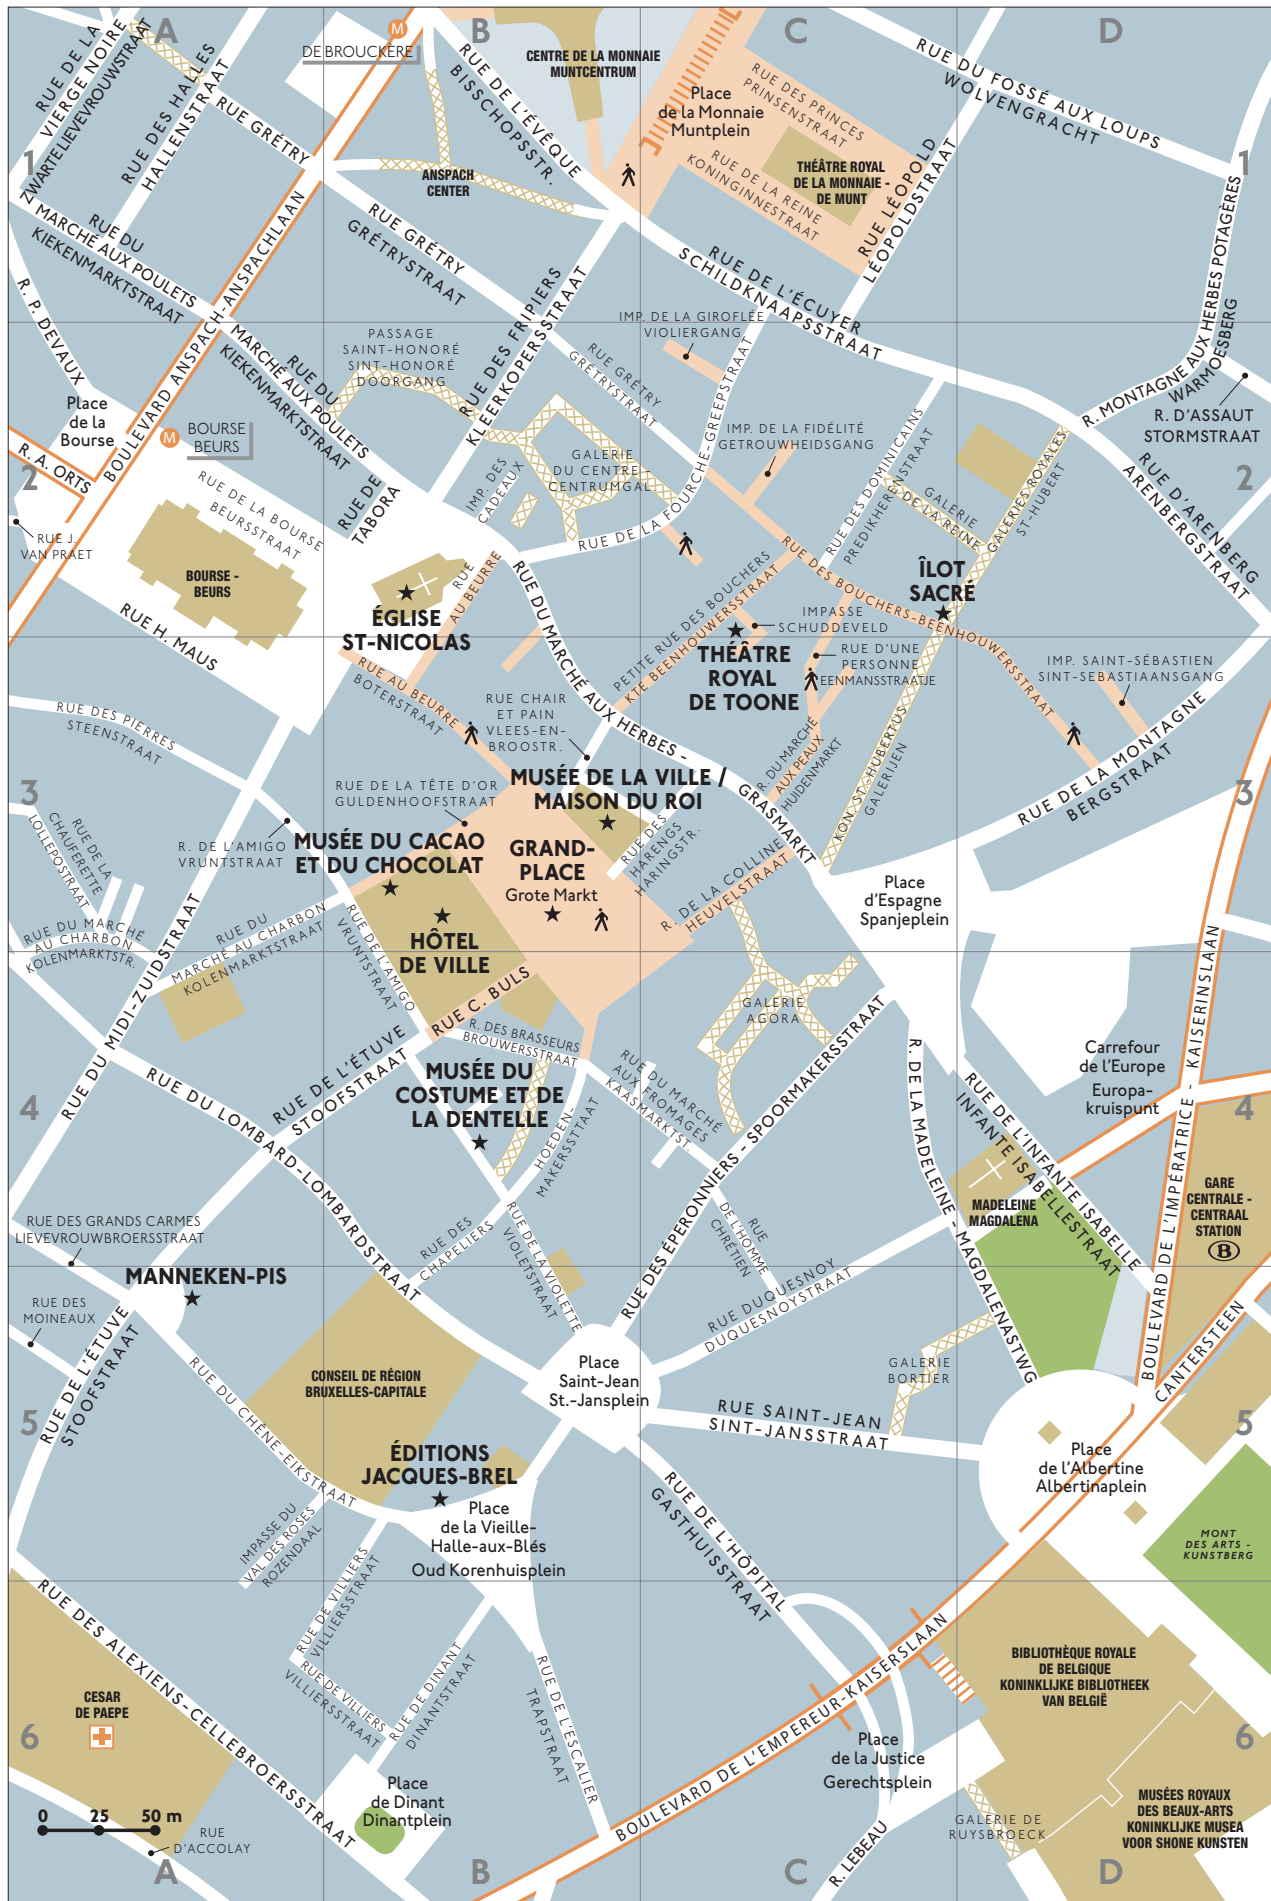 A
B
C
D
1
1
2
2
3
3
4
4
5
5
6
6
A
B
C
D
RUE DE LA
VIERGE NOIRE
ZWARTE LIEVEVROUWSTRAAT
RUE DES HALLES
HALLENSTRAAT
RUE GRÉTRY
M
DE BROUCKÈRE
RUE DE L'ÉVÊQUE
BISSCHOPSSTR.
CENTRE DE LA MONNAIE
MUNTCENTRUM
Place
de la Monnaie
Muntplein
RUE DES PRINCES
PRINSENSTRAAT
RUE DE LA REINE
KONINGINNESTRAAT
THÉÂTRE ROYAL
DE LA MONNAIE -
DE MUNT
RUE LÉOPOLD
LÉOPOLDSTRAAT
RUE DU FOSSÉ AUX LOUPS
WOLVENGRACHT
ANSPACH
CENTER
RUE DU
MARCHÉ AUX POULETS
KIEKENMARKTSTRAAT
R. P. DEVAUX
BOULEVARD ANSPACH-ANSPACHLAAN
RUE GRÉTRY
GRÉTRYSTRAAT
RUE DES FRIPIERS
KLEERKOPERSSTRAAT
RUE DE L'ÉCUYER
SCHILDKNAAPSSTRAAT
R. MONTAGNE AUX HERBES POTAGÈRES
WARMOESBERG
R. D'ASSAUT
STORMSTRAAT
IMP. DE LA GIROFLÉE
VIOLIERGANG
PASSAGE
SAINT-HONORÉ
SINT-HONORÉ
DOORGANG
RUE DU
MARCHÉ AUX POULETS
KIEKENMARKTSTRAAT
RUE GRÉTRY
GRÉTRYSTRAAT
Place
de la
Bourse
M
BOURSE
BEURS
R. A. ORTS
RUE DE LA BOURSE
BEURSSTRAAT
RUE DE
TABORA
IMP. DES
CADEAUX
GALERIE
DU CENTRE -
CENTRUMGAL.
RUE DE LA FOURCHE-GREEPSTRAAT
IMP. DE LA FIDÉLITÉ
GETROUWHEIDSGANG
RUE DES DOMINICAINS
PREDIKHERENSTRAAT
GALERIE
DE LA REINE
GALERIES ROYALES
ST-HUBERT
RUE D'ARENBERG
ARENBERGSTRAAT
RUE J.
VAN PRAET
BOURSE -
BEURS
RUE H. MAUS
ÉGLISE
ST-NICOLAS
RUE
AU BEURRE
RUE DU MARCHÉ AUX HERBES -
GRASMARKT
PETITE RUE DES BOUCHERS
KTE BEENHOUWERSSTRAAT
RUE DES BOUCHERS-BEENHOUWERSSTRAAT
ÎLOT
SACRÉ
IMPASSE
SCHUDDEVELD
THÉÂTRE
ROYAL
DE TOONE
RUE D'UNE
PERSONNE
EENMANSSTRAATJE
IMP. SAINT-SÉBASTIEN
SINT-SEBASTIAANSGANG
RUE DE LA MONTAGNE
BERGSTRAAT
RUE AU BEURRE
BOTERSTRAAT
RUE CHAIR
ET PAIN
VLEES-EN-
BROOSTR.
RUE DES PIERRES
STEENSTRAAT
RUE DE LA TÊTE D'OR
GULDENHOOFSTRAAT
MUSÉE DE LA VILLE /
MAISON DU ROI
R. DU MARCHÉ
AUX PEAUX
HUIDENMARKT
KON. ST.-HUBERTUS
GALERIJEN
RUE DE LA
CHAUFERETTE
LOLLEPOSTRAAT
R. DE L'AMIGO
VRUNTSTRAAT
MUSÉE DU CACAO
ET DU CHOCOLAT
GRAND-
PLACE
Grote Markt
RUE DES
HARENGS
HARINGSTR.
R. DE LA COLLINE
HEUVELSTRAAT
Place
d'Espagne
Spanjeplein
RUE DU MARCHÉ
AU CHARBON
KOLENMARKTSTR.
RUE DU
MARCHÉ AU CHARBON
KOLENMARKTSTRAAT
RUE DE L'AMIGO
VRUNTSTRAAT
HÔTEL
DE VILLE
RUE DU MIDI-ZUIDSTRAAT
RUE C. BULS
R. DES BRASSEURS
BROUWERSSTRAAT
GALERIE
AGORA
RUE DE L'ÉTUVE
STOOFSTRAAT
MUSÉE DU
COSTUME ET DE
LA DENTELLE
RUE DU MARCHÉ
AUX FROMAGES
KAASMARKTST.
HOEDEN-
MAKERSSTTAAT
RUE DES
CHAPELIERS
RUE DE LA VIOLETTE
VIOLETSTRAAT
RUE DU LOMBARD-LOMBARDSTRAAT
RUE DES ÉPERONNIERS - SPOORMAKERSSTRAAT
RUE
DE L'HOMME
CHRÉTIEN
R. DE LA MADELEINE - MAGDALENASTWG
RUE DE L'INFANTE ISABELLE
INFANTE ISABELLESTRAAT
Carrefour
de l'Europe
Europa-
kruispunt
BOULEVARD DE L'IMPÉRATRICE - KAISERINSLAAN
MADELEINE
MAGDALENA
GARE
CENTRALE -
CENTRAAL
STATION
B
RUE DES GRANDS CARMES
LIEVEVROUWBROERSSTRAAT
MANNEKEN-PIS
RUE DES
MOINEAUX
RUE DE L'ÉTUVE
STOOFSTRAAT
RUE DUQUESNOY
DUQUESNOYSTRAAT
CANTERSTEEN
RUE DU CHÊNE-EIKSTRAAT
CONSEIL DE RÉGION
BRUXELLES-CAPITALE
Place
Saint-Jean
St.-Jansplein
GALERIE
BORTIER
RUE SAINT-JEAN
SINT-JANSSTRAAT
ÉDITIONS
JACQUES-BREL
Place
de la Vieille-
Halle-aux-Blés
Oud Korenhuisplein
Place
de l'Albertine
Albertinaplein
MONT
DES ARTS -
KUNSTBERG
IMPASSE DU
VAL DES ROSES
ROZENDAAL
RUE DE L'HÔPITAL
GASTHUISSTRAAT
RUE DE VILLIERS
VILLIERSSTRAAT
RUE DE VILLIERS
VILLIERSSTRAAT
RUE DE DINANT
DINANTSTRAAT
RUE DE L'ESCALIER
TRAPSTRAAT
RUE DES ALEXIENS-CELLEBROERSSTRAAT
CESAR
DE PAEPE
BOULEVARD DE L'EMPEREUR-KAISERSLAAN
BIBLIOTHÈQUE ROYALE
DE BELGIQUE
KONINKLIJKE BIBLIOTHEEK
VAN BELGIË
Place
de la Justice
Gerechtsplein
Place
de Dinant
Dinantplein
MUSÉES ROYAUX
DES BEAUX-ARTS
KONINKLIJKE MUSEA
VOOR SHONE KUNSTEN
GALERIE DE
RUYSBROECK
R. LEBEAU
0 25 50 m
RUE
D'ACCOLAY